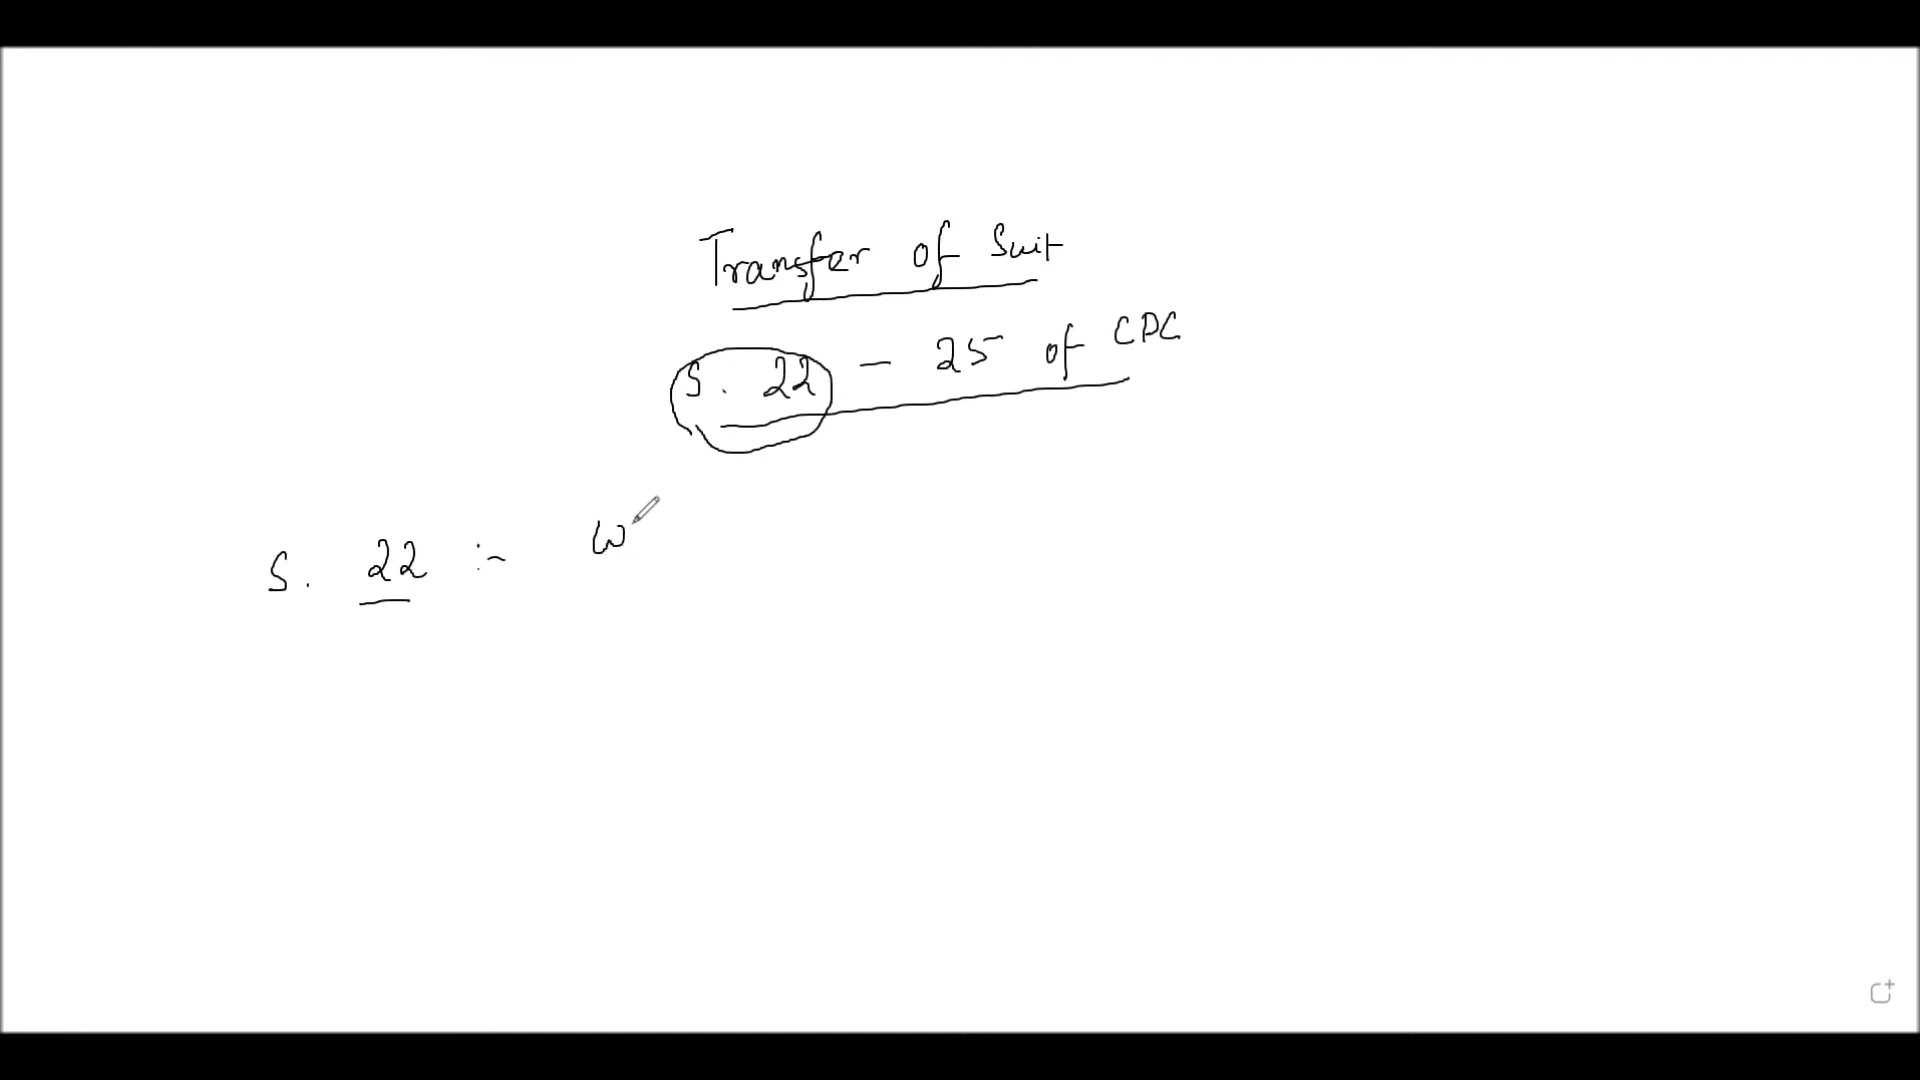 Transfer of Suit
S. 22 - 25 of CPC
S. 22 :- W